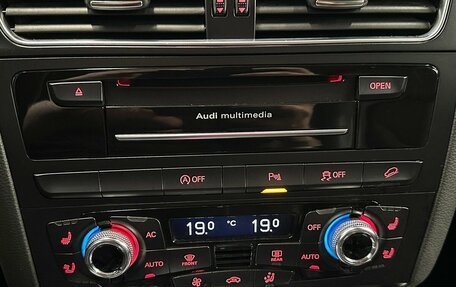 OPEN
Audi multimedia
A OFF
P
OFF
AC
19.0 °C 19.0
OFF
AUTO
FRONT
REAR
AUTO